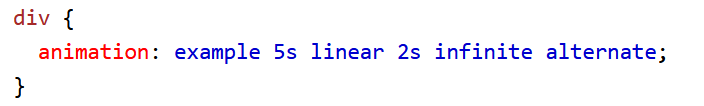 div {
  animation: example 5s linear 2s infinite alternate;
}